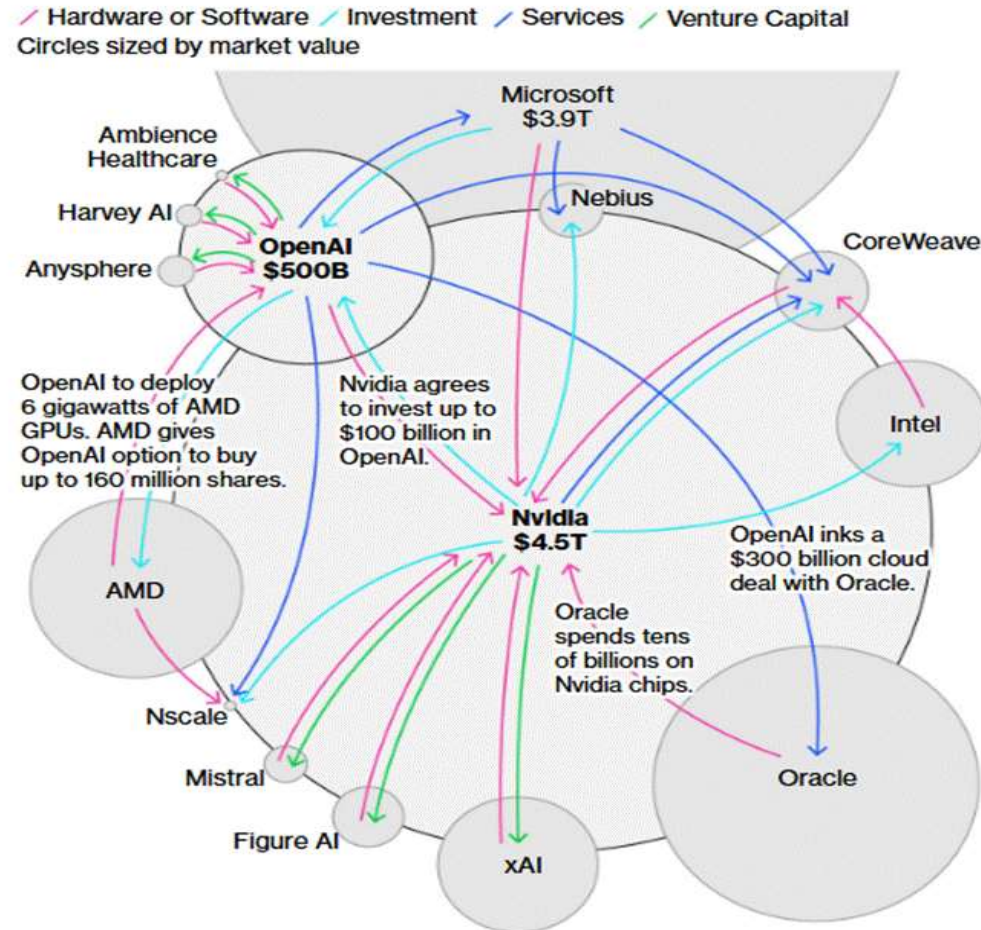 Hardware or Software / Investment / Services / Venture Capital
Circles sized by market value
Microsoft
$3.9T
Ambience
Healthcare
Harvey AI
Anysphere
OpenAI
$500B
Nebius
CoreWeave
OpenAI to deploy
6 gigawatts of AMD
GPUs. AMD gives
OpenAI option to buy
up to 160 million shares.
Nvidia agrees
to invest up to
$100 billion in
OpenAI.
Intel
Nvidia
$4.5T
OpenAI inks a
$300 billion cloud
deal with Oracle.
AMD
Oracle
spends tens
of billions on
Nvidia chips.
Nscale
Mistral
Figure AI
xAI
Oracle